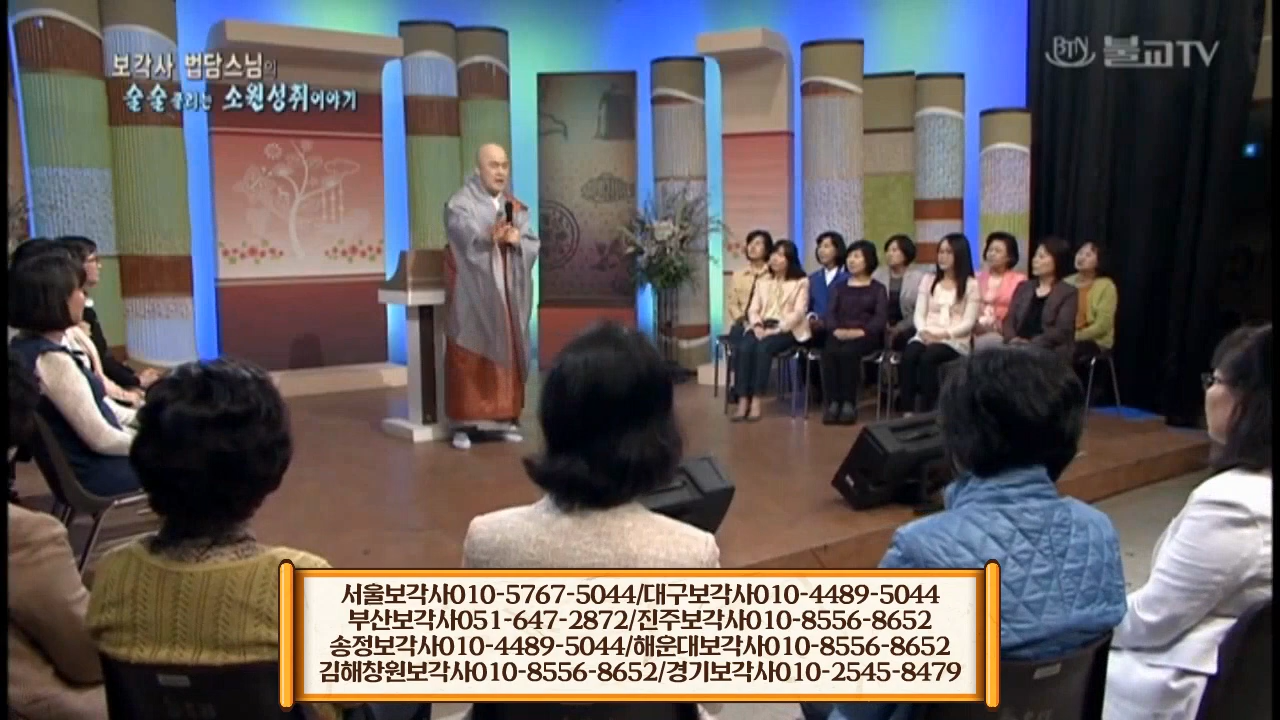 보각사 법담스님의
술술 풀리는 소원성취이야기
BTN 불교TV
서울보각사010-5767-5044/대구보각사010-4489-5044
부산보각사051-647-2872/진주보각사010-8556-8652
송정보각사010-4489-5044/해운대보각사010-8556-8652
김해창원보각사010-8556-8652/경기보각사010-2545-8479